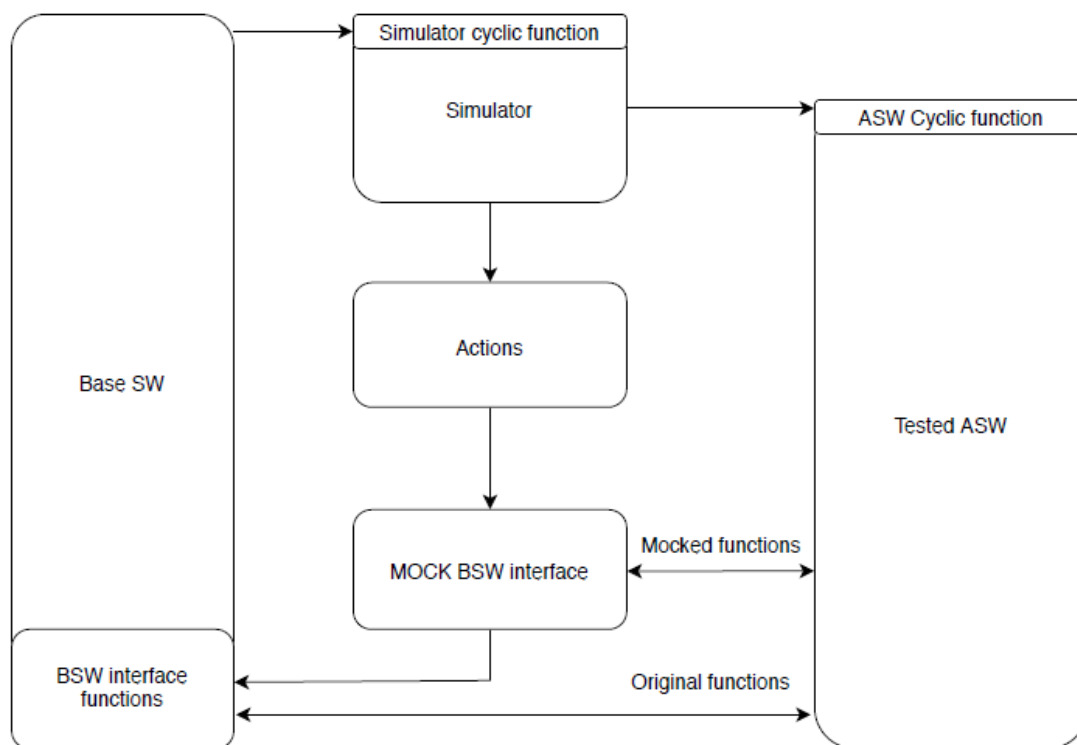 Simulator cyclic function
Simulator
ASW Cyclic function
Actions
Base SW
Tested ASW
Mocked functions
MOCK BSW interface
BSW interface
functions
Original functions